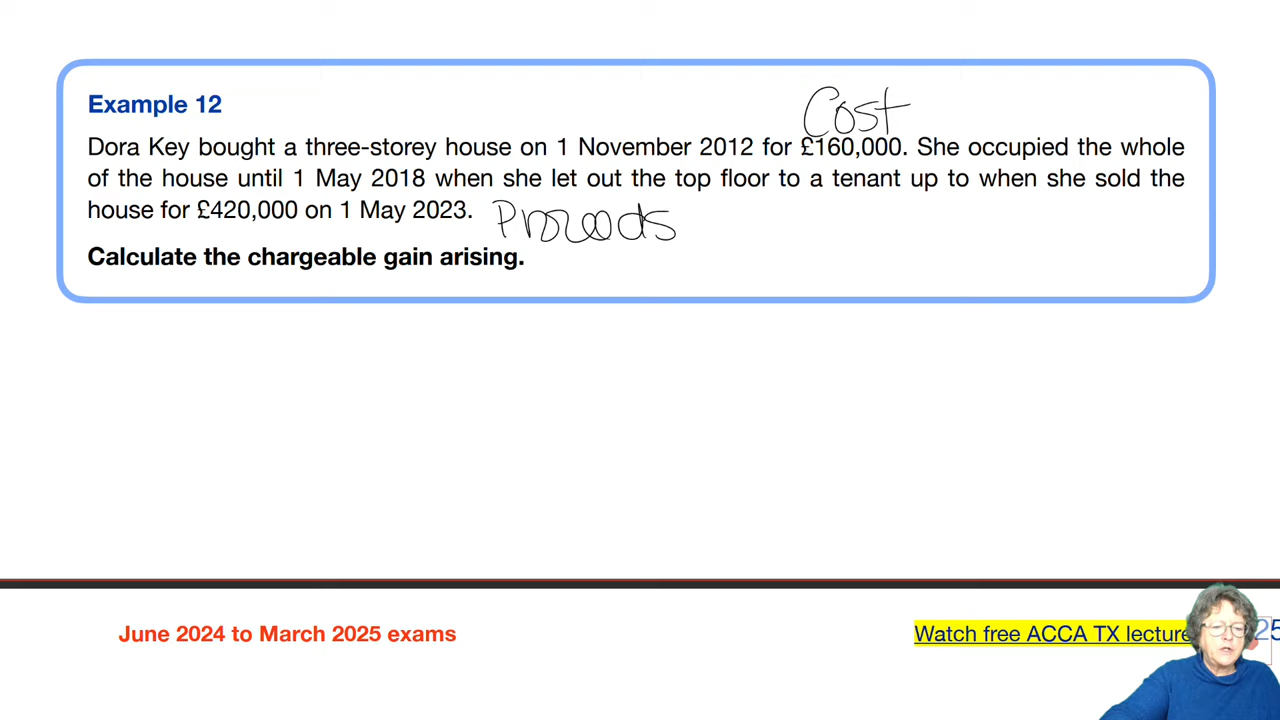 Example 12
Cost
Dora Key bought a three-storey house on 1 November 2012 for £160,000. She occupied the whole
of the house until 1 May 2018 when she let out the top floor to a tenant up to when she sold the
house for £420,000 on 1 May 2023. Proceeds
Calculate the chargeable gain arising.
June 2024 to March 2025 exams
Watch free ACCA TX lecture